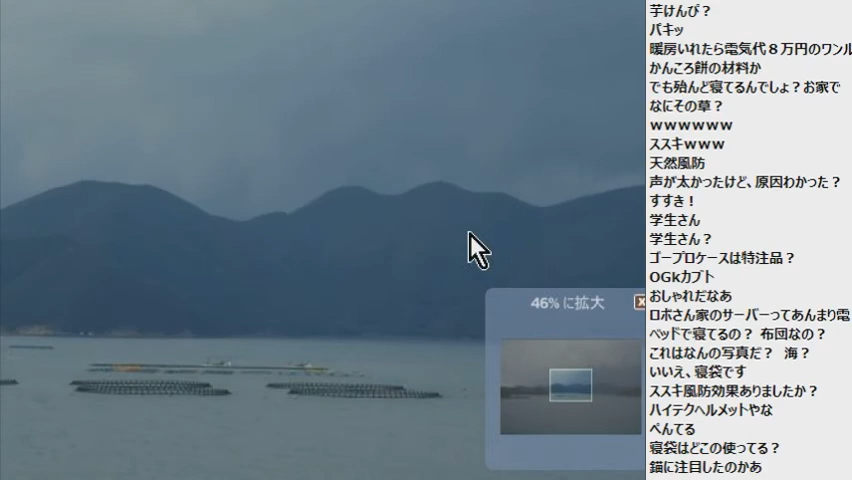 46% に拡大
芋けんぴ？
パキッ
暖房いれたら電気代８万円のワンル
かんころ餅の材料か
でも殆んど寝てるんでしょ？お家で
なにその草？
ｗｗｗｗｗｗ
ススキｗｗｗ
天然風防
声が太かったけど、原因わかった？
すすき！
学生さん
学生さん？
ゴープロケースは特注品？
OGkカブト
おしゃれだなあ
ロボさん家のサーバーってあんまり電
ベッドで寝てるの？ 布団なの？
これはなんの写真だ？ 海？
いいえ、寝袋です
ススキ風防効果ありましたか？
ハイテクヘルメットやな
ぺんてる
寝袋はどこの使ってる？
錨に注目したのかあ